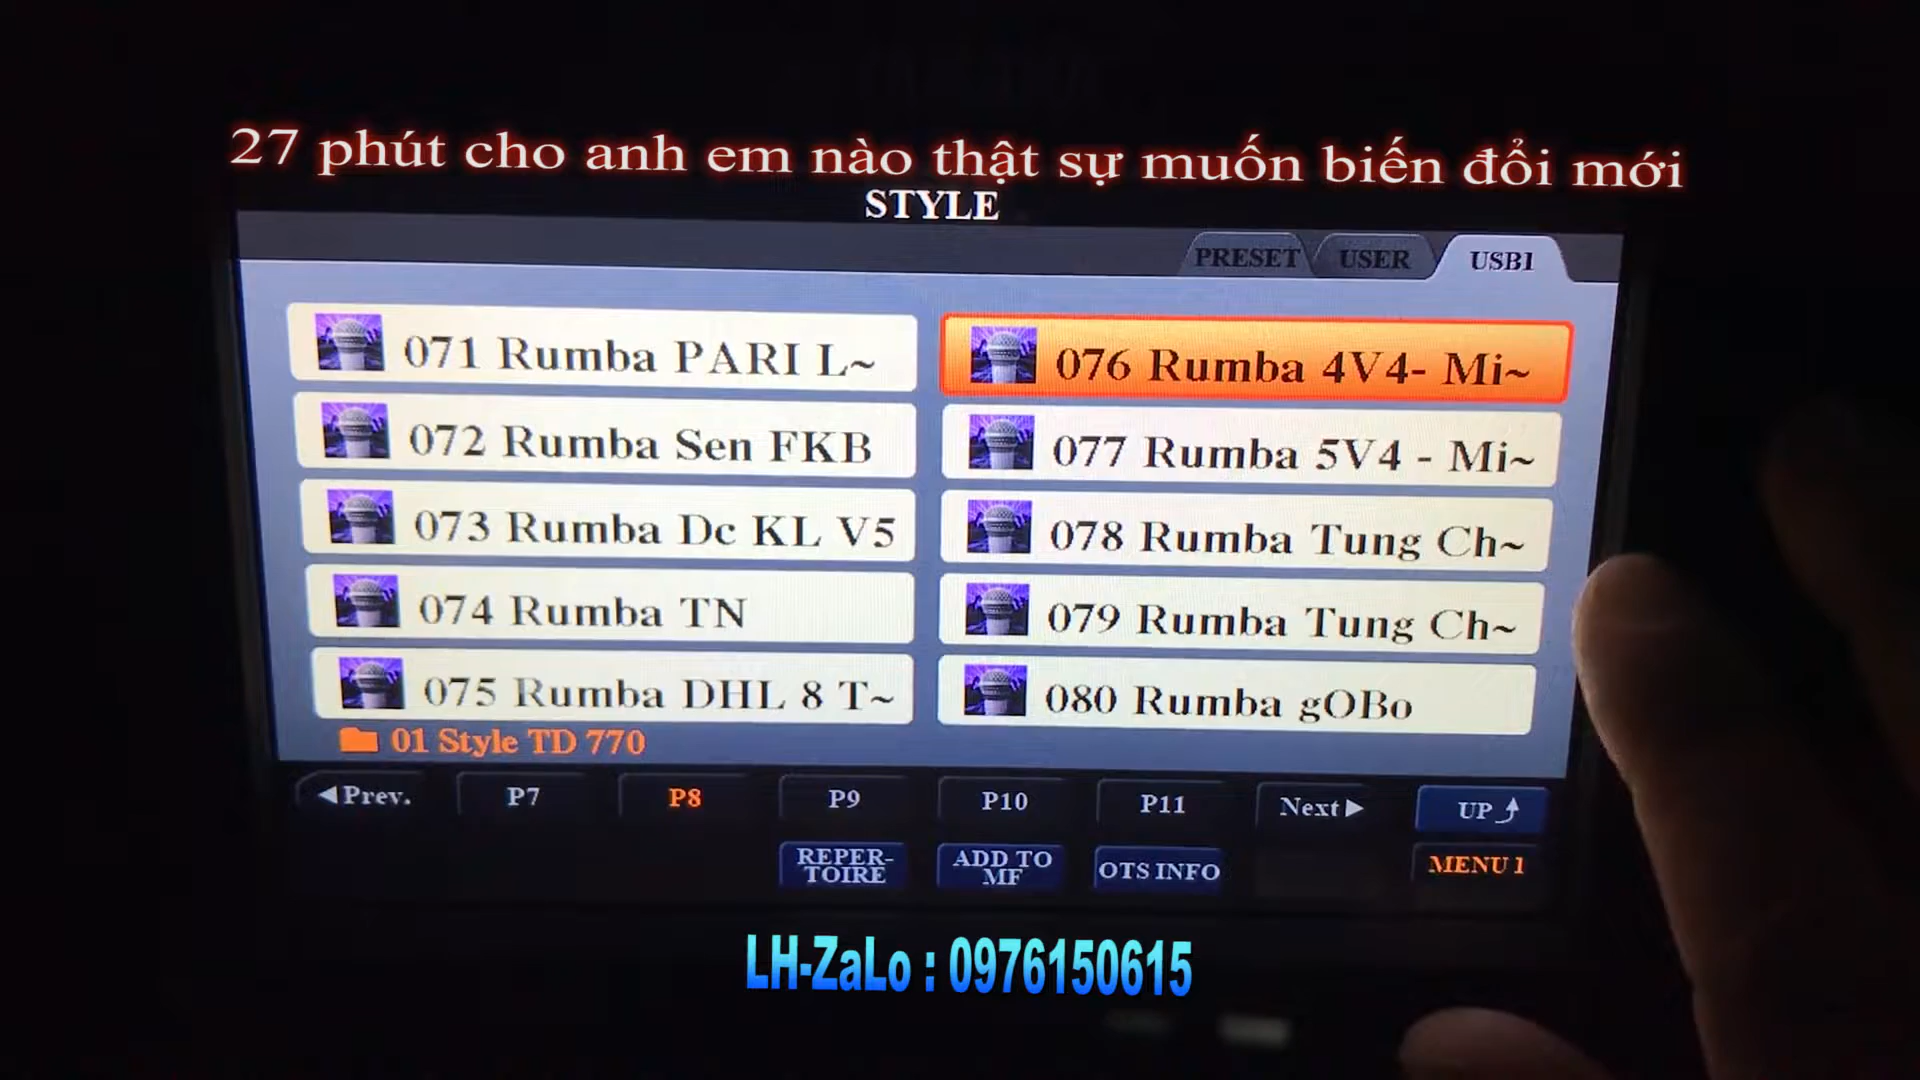 27 phút cho anh em nào thật sự muốn biến đổi mới
STYLE
PRESET USER USB1
071 Rumba PARI L~
072 Rumba Sen FKB
073 Rumba Dc KL V5
074 Rumba TN
075 Rumba DHL 8 T~
076 Rumba 4V4- Mi~
077 Rumba 5V4 - Mi~
078 Rumba Tung Ch~
079 Rumba Tung Ch~
080 Rumba gOBo
01 Style TD 770
Prev. P7 P8 P9 P10 P11 Next UP
REPER-
TOIRE
ADD TO
MF
OTS INFO
MENU 1
LH-ZaLo : 0976150615